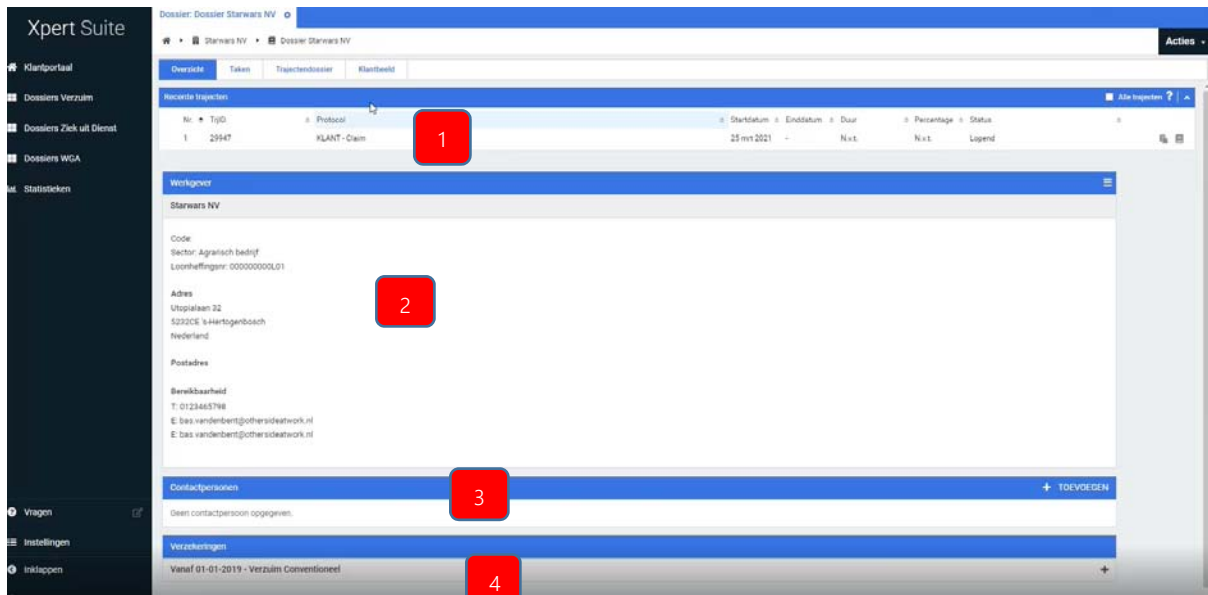 Xpert Suite
Klantportaal
Dossiers Verzuim
Dossiers Ziek uit Dienst
Dossiers WGA
Statistieken
Vragen
Instellingen
Inklappen
Dossier: Dossier Starwars NV
Starwars NV • Dossier Starwars NV
Acties
Overzicht Taken Trajectendossier Klantbeeld
Recente trajecten Alle trajecten ?
Nr. TrjID. Protocol Startdatum Einddatum Duur Percentage Status
1 29947 KLANT - Claim 25 mrt 2021 - N.v.t. N.v.t. Lopend
1
Werkgever
Starwars NV
Code:
Sector: Agrarisch bedrijf
Loonheffingsnr: 000000000L01
Adres
Utopialaan 32
5232CE 's-Hertogenbosch
Nederland
2
Postadres
Bereikbaarheid
T: 0123465798
E: bas.vandenbent@othersideatwork.nl
E: bas.vandenbent@othersideatwork.nl
Contactpersonen + TOEVOEGEN
3
Geen contactpersoon opgegeven.
Verzekeringen
Vanaf 01-01-2019 - Verzuim Conventioneel +
4